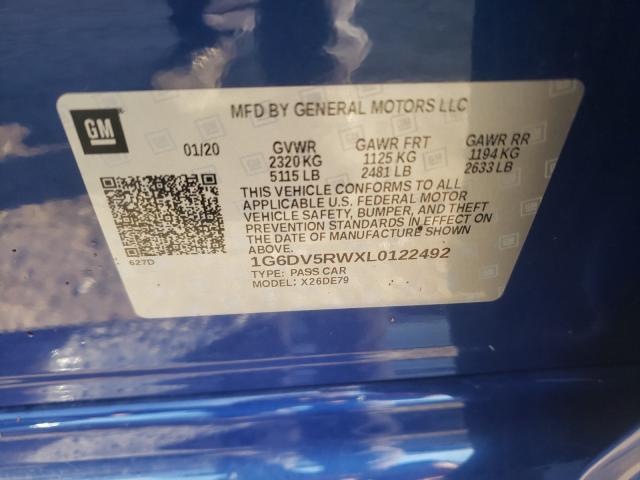 GM
MFD BY GENERAL MOTORS LLC
01/20 GVWR GAWR FRT GAWR RR
2320 KG 1125 KG 1194 KG
5115 LB 2481 LB 2633 LB
THIS VEHICLE CONFORMS TO ALL
APPLICABLE U.S. FEDERAL MOTOR
VEHICLE SAFETY, BUMPER, AND THEFT
PREVENTION STANDARDS IN EFFECT ON
THE DATE OF MANUFACTURE SHOWN
ABOVE.
627D
1G6DV5RWXL0122492
TYPE: PASS CAR
MODEL: X26DE79